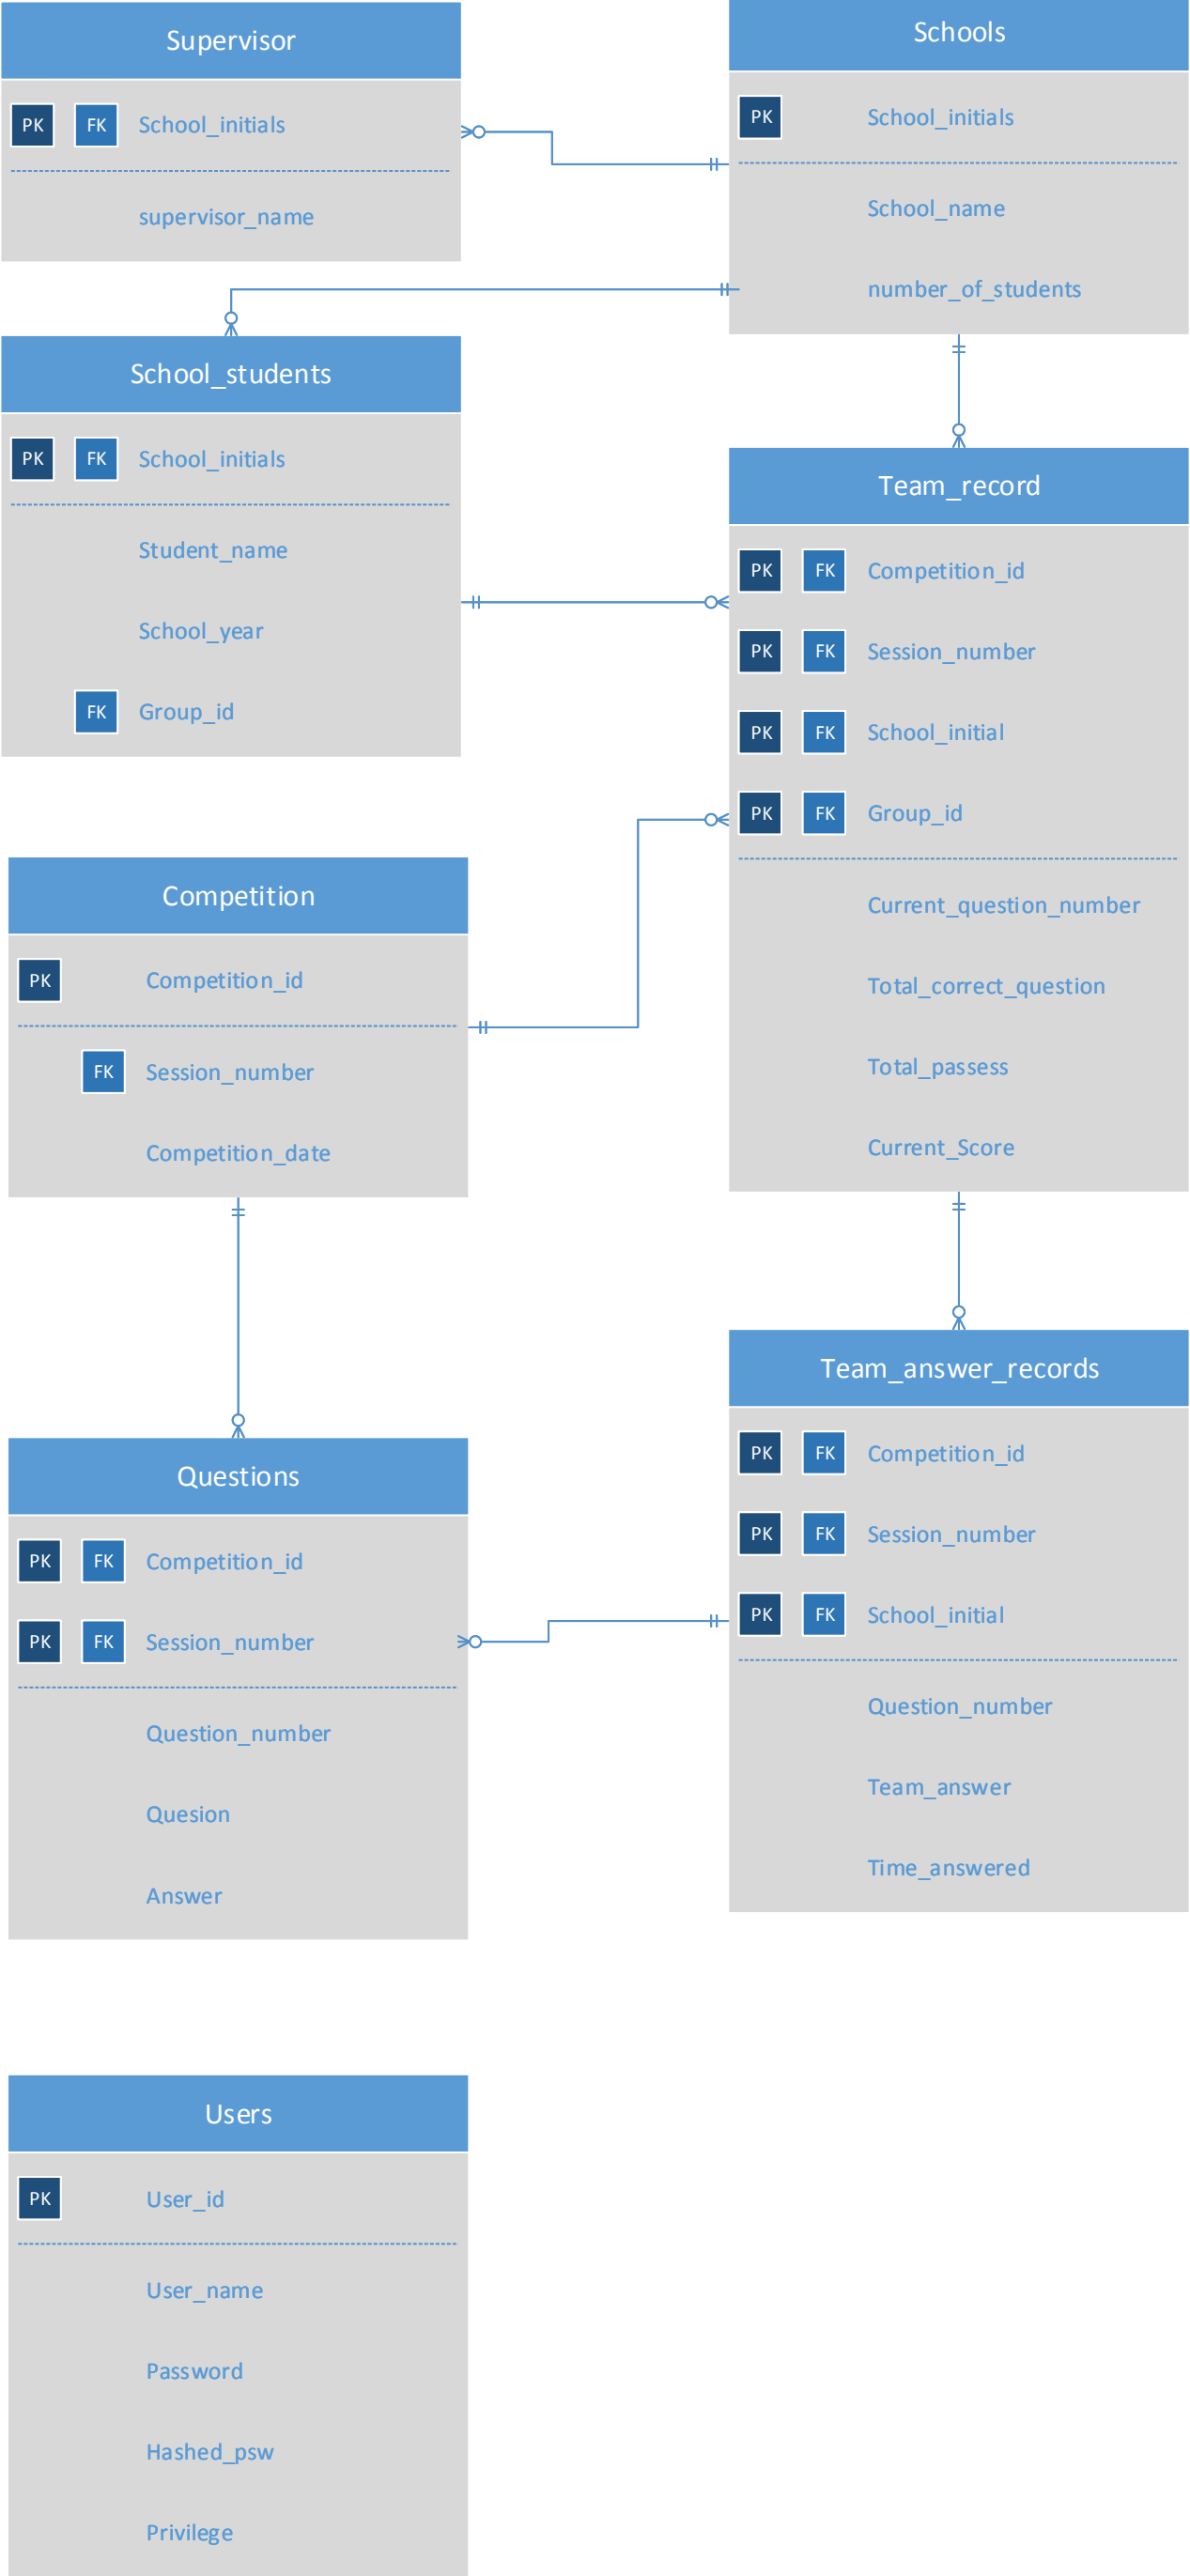 Supervisor
PK FK School_initials
supervisor_name
Schools
PK School_initials
School_name
number_of_students
School_students
PK FK School_initials
Student_name
School_year
FK Group_id
Team_record
PK FK Competition_id
PK FK Session_number
PK FK School_initial
PK FK Group_id
Current_question_number
Total_correct_question
Total_passess
Current_Score
Competition
PK Competition_id
FK Session_number
Competition_date
Team_answer_records
PK FK Competition_id
PK FK Session_number
PK FK School_initial
Question_number
Team_answer
Time_answered
Questions
PK FK Competition_id
PK FK Session_number
Question_number
Quesion
Answer
Users
PK User_id
User_name
Password
Hashed_psw
Privilege